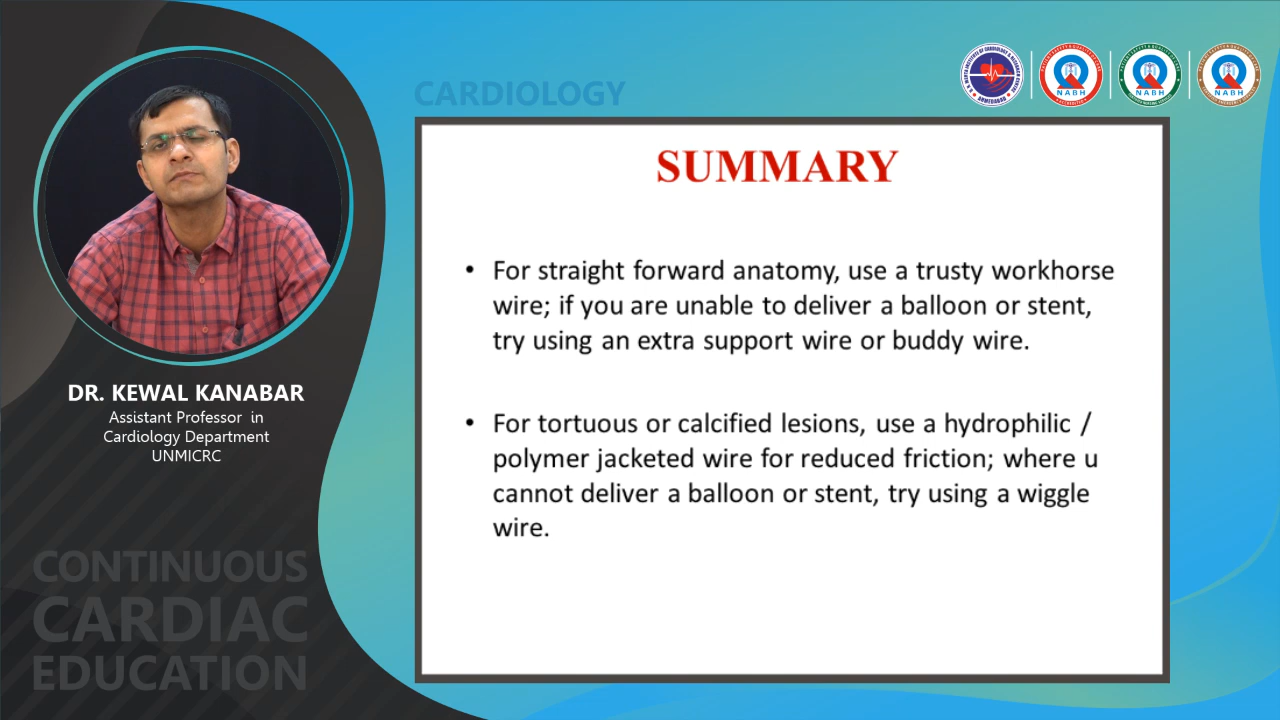 CARDIOLOGY
NABH
NABH
NABH
SUMMARY
• For straight forward anatomy, use a trusty workhorse
wire; if you are unable to deliver a balloon or stent,
try using an extra support wire or buddy wire.
• For tortuous or calcified lesions, use a hydrophilic /
polymer jacketed wire for reduced friction; where u
cannot deliver a balloon or stent, try using a wiggle
wire.
DR. KEWAL KANABAR
Assistant Professor in
Cardiology Department
UNMICRC
CONTINUOUS
CARDIAC
EDUCATION